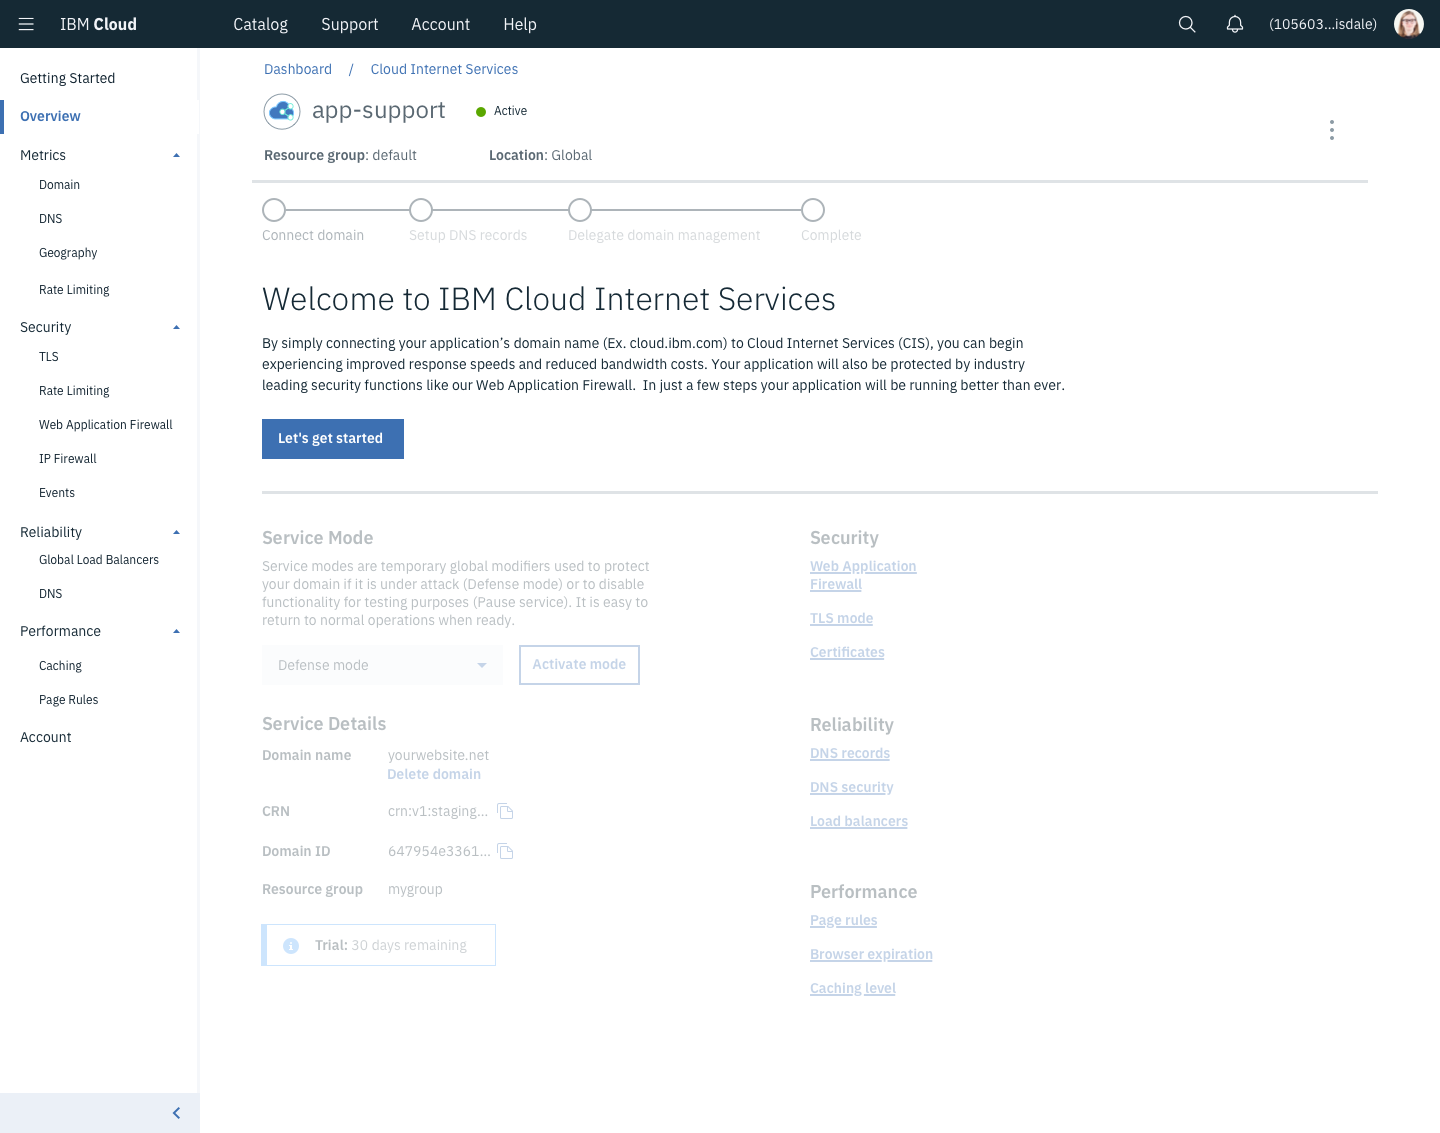 IBM Cloud
Catalog
Support
Account
Help
(105603...isdale)
Getting Started
Overview
Metrics
Domain
DNS
Geography
Rate Limiting
Security
TLS
Rate Limiting
Web Application Firewall
IP Firewall
Events
Reliability
Global Load Balancers
DNS
Performance
Caching
Page Rules
Account
Dashboard / Cloud Internet Services
app-support
Active
Resource group: default
Location: Global
Connect domain
Setup DNS records
Delegate domain management
Complete
Welcome to IBM Cloud Internet Services
By simply connecting your application's domain name (Ex. cloud.ibm.com) to Cloud Internet Services (CIS), you can begin
experiencing improved response speeds and reduced bandwidth costs. Your application will also be protected by industry
leading security functions like our Web Application Firewall. In just a few steps your application will be running better than ever.
Let's get started
Service Mode
Service modes are temporary global modifiers used to protect
your domain if it is under attack (Defense mode) or to disable
functionality for testing purposes (Pause service). It is easy to
return to normal operations when ready.
Defense mode
Activate mode
Service Details
Domain name
yourwebsite.net
Delete domain
CRN
crn:v1:staging...
Domain ID
647954e3361...
Resource group
mygroup
Trial: 30 days remaining
Security
Web Application
Firewall
TLS mode
Certificates
Reliability
DNS records
DNS security
Load balancers
Performance
Page rules
Browser expiration
Caching level